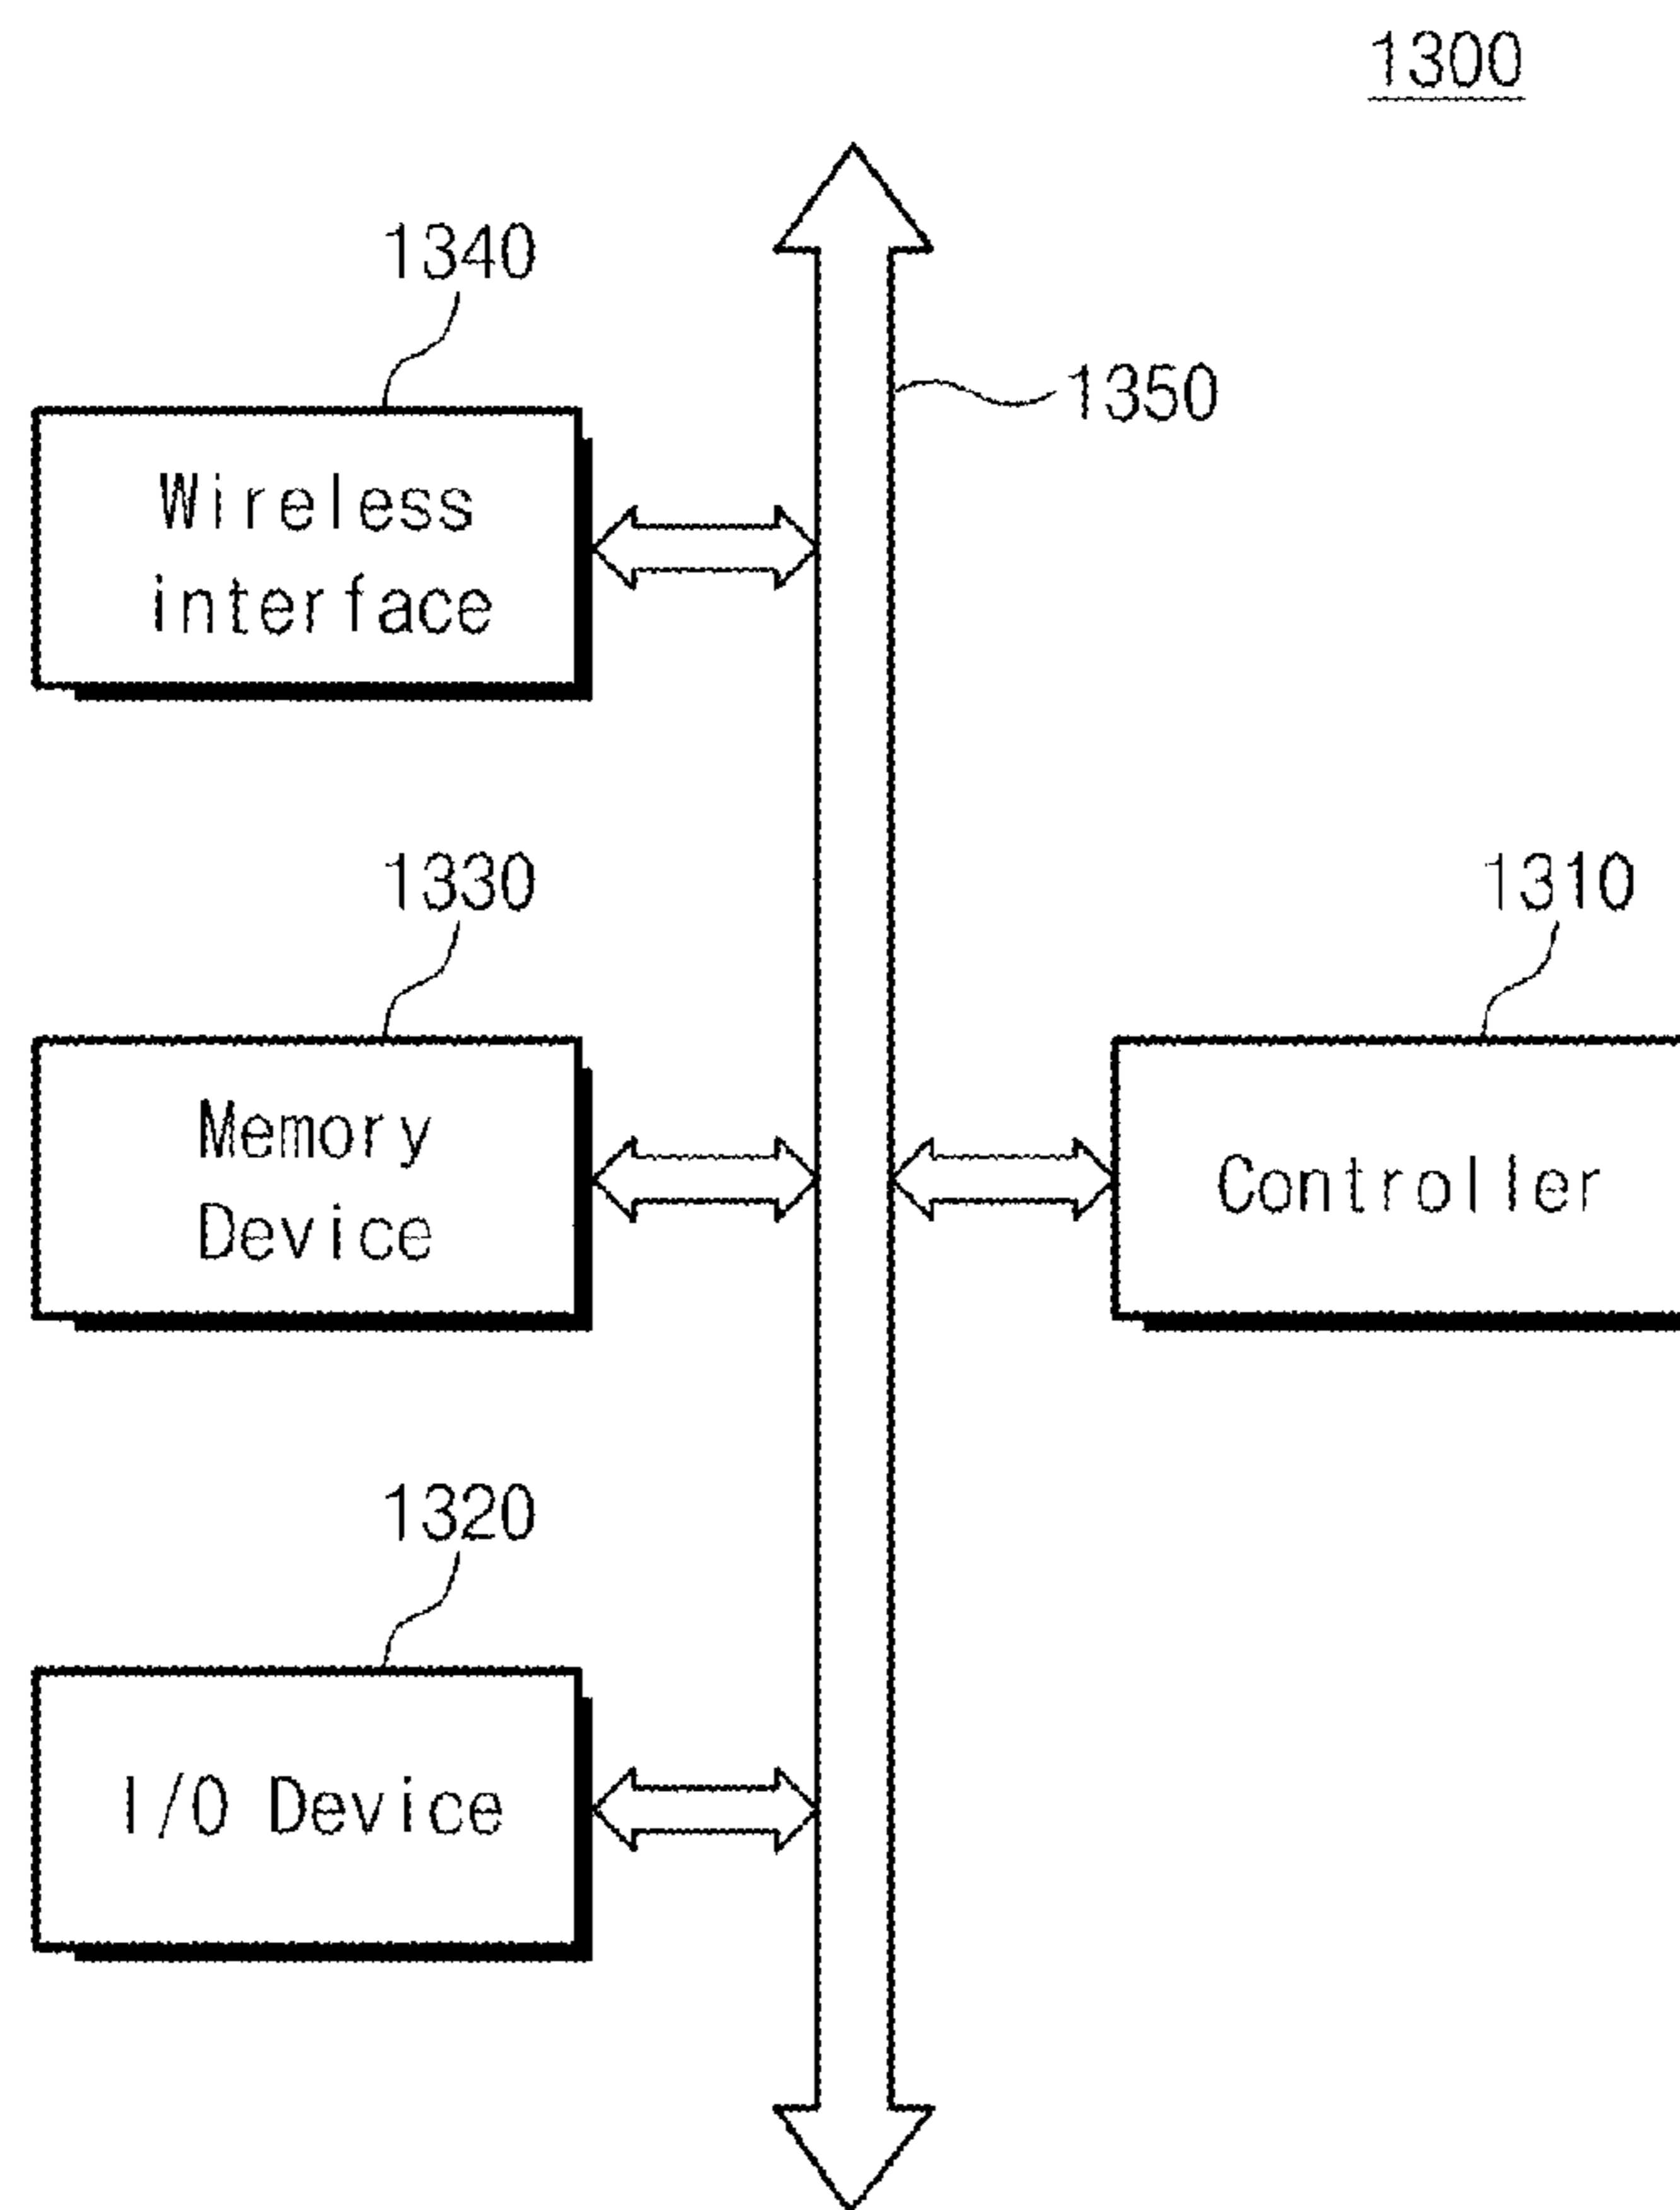 1300
1340
1350
Wireless
interface
1330
1310
Memory
Device
Controller
1320
I/O Device